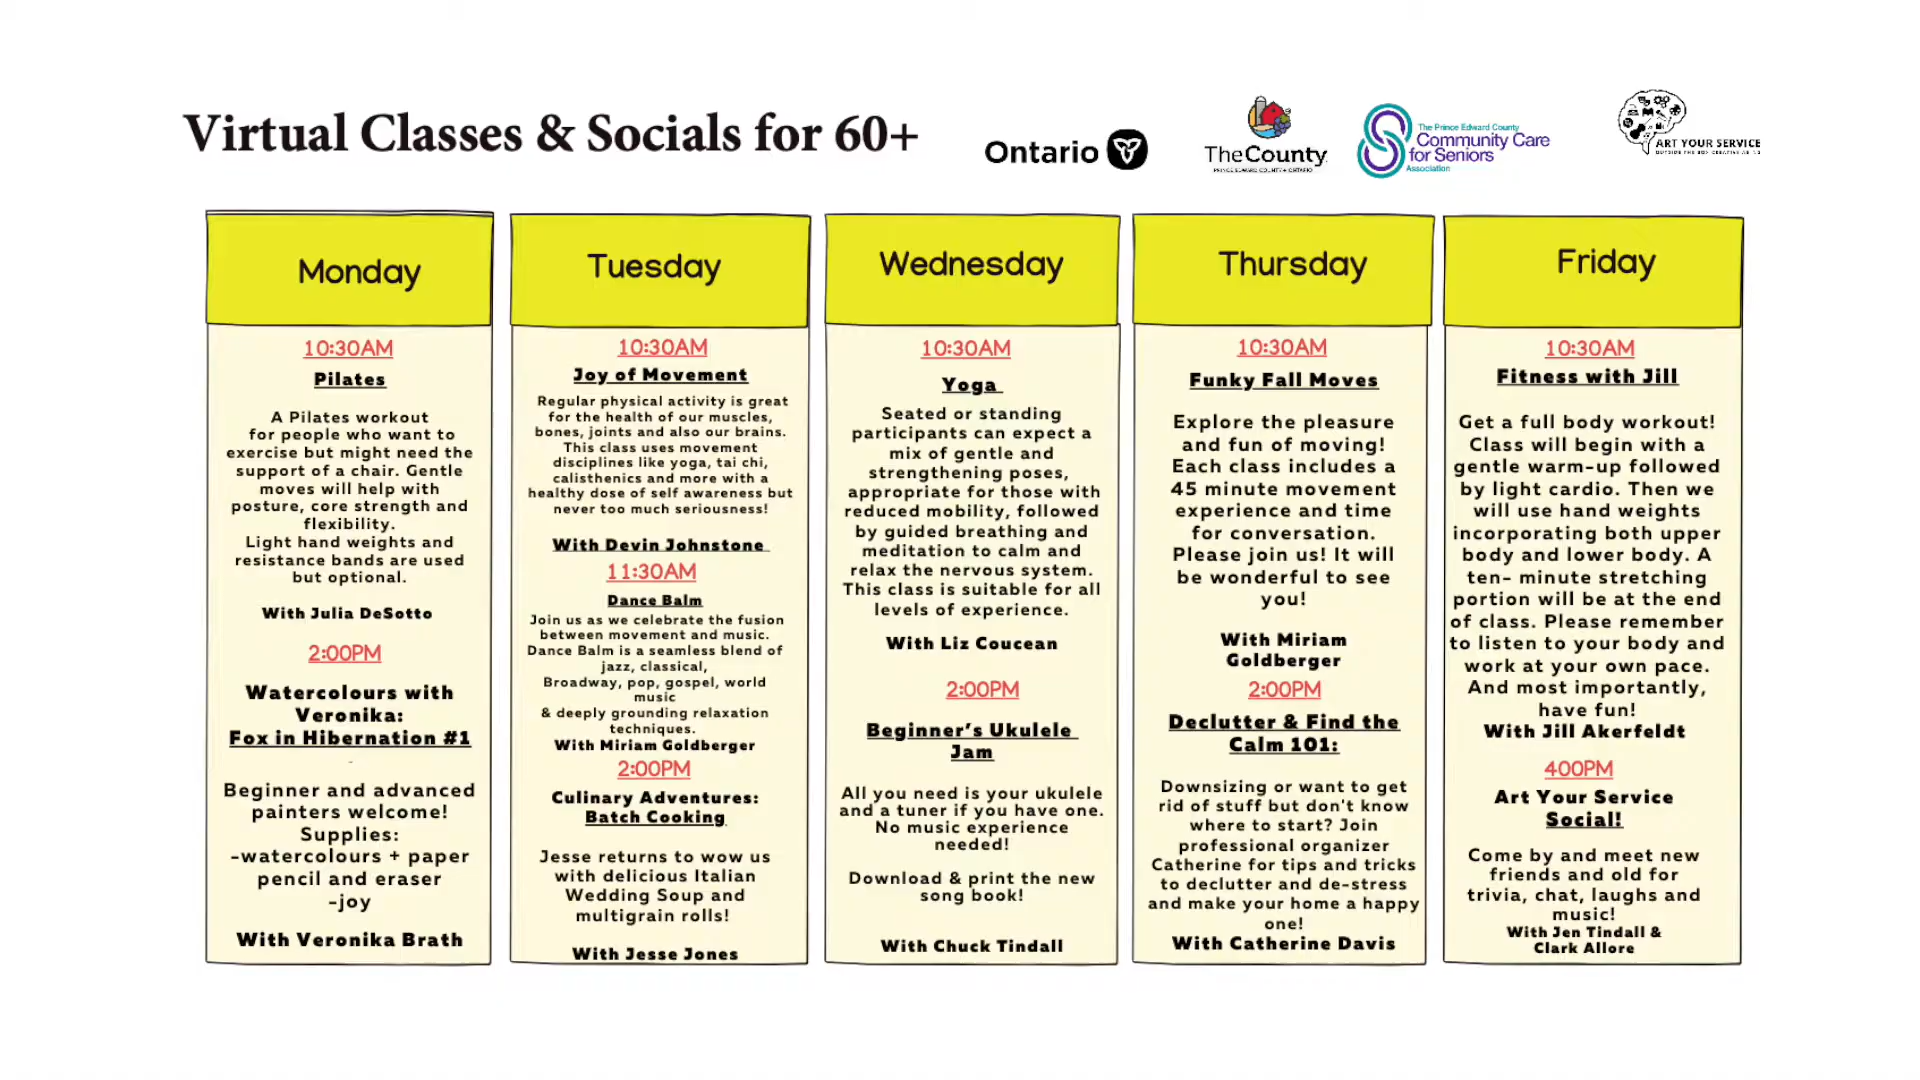 Virtual Classes & Socials for 60+
Ontario
TheCounty
PRINCE EDWARD COUNTY • ONTARIO
The Prince Edward County
Community Care
for Seniors
Association
ART YOUR SERVICE
Monday
10:30AM
Pilates
A Pilates workout
for people who want to
exercise but might need the
support of a chair. Gentle
moves will help with
posture, core strength and
flexibility.
Light hand weights and
resistance bands are used
but optional.
With Julia DeSotto
2:00PM
Watercolours with
Veronika:
Fox in Hibernation #1
Beginner and advanced
painters welcome!
Supplies:
-watercolours + paper
pencil and eraser
-joy
With Veronika Brath
Tuesday
10:30AM
Joy of Movement
Regular physical activity is great
for the health of our muscles,
bones, joints and also our brains.
This class uses movement
disciplines like yoga, tai chi,
calisthenics and more with a
healthy dose of self awareness but
never too much seriousness!
With Devin Johnstone
11:30AM
Dance Balm
Join us as we celebrate the fusion
between movement and music.
Dance Balm is a seamless blend of
jazz, classical,
Broadway, pop, gospel, world
music
& deeply grounding relaxation
techniques.
With Miriam Goldberger
2:00PM
Culinary Adventures:
Batch Cooking
Jesse returns to wow us
with delicious Italian
Wedding Soup and
multigrain rolls!
With Jesse Jones
Wednesday
10:30AM
Yoga
Seated or standing
participants can expect a
mix of gentle and
strengthening poses,
appropriate for those with
reduced mobility, followed
by guided breathing and
meditation to calm and
relax the nervous system.
This class is suitable for all
levels of experience.
With Liz Coucean
2:00PM
Beginner's Ukulele
Jam
All you need is your ukulele
and a tuner if you have one.
No music experience
needed!
Download & print the new
song book!
With Chuck Tindall
Thursday
10:30AM
Funky Fall Moves
Explore the pleasure
and fun of moving!
Each class includes a
45 minute movement
experience and time
for conversation.
Please join us! It will
be wonderful to see
you!
With Miriam
Goldberger
2:00PM
Declutter & Find the
Calm 101:
Downsizing or want to get
rid of stuff but don't know
where to start? Join
professional organizer
Catherine for tips and tricks
to declutter and de-stress
and make your home a happy
one!
With Catherine Davis
Friday
10:30AM
Fitness with Jill
Get a full body workout!
Class will begin with a
gentle warm-up followed
by light cardio. Then we
will use hand weights
incorporating both upper
body and lower body. A
ten- minute stretching
portion will be at the end
of class. Please remember
to listen to your body and
work at your own pace.
And most importantly,
have fun!
With Jill Akerfeldt
400PM
Art Your Service
Social!
Come by and meet new
friends and old for
trivia, chat, laughs and
music!
With Jen Tindall &
Clark Allore